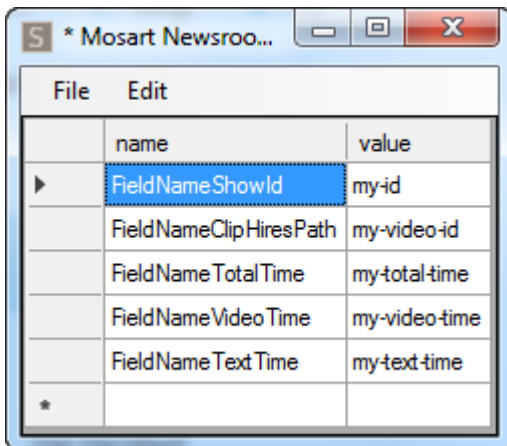 S * Mosart Newsroo...
File Edit
name value
FieldNameShowId my-id
FieldNameClipHiresPath my-video-id
FieldNameTotalTime my-total-time
FieldNameVideoTime my-video-time
FieldNameTextTime my-text-time
*